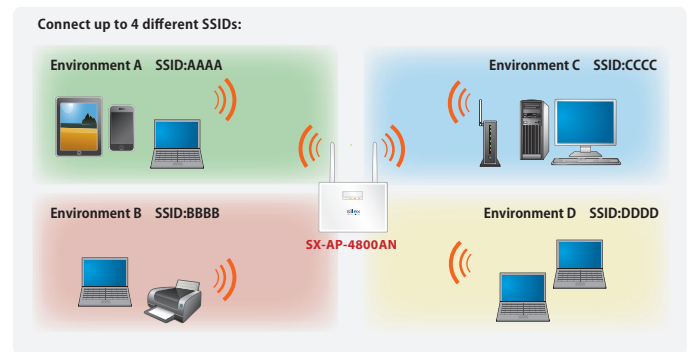 Connect up to 4 different SSIDs:
Environment A SSID:AAAA
Environment C SSID:CCCC
silex
SX-AP-4800AN
Environment B SSID:BBBB
Environment D SSID:DDDD